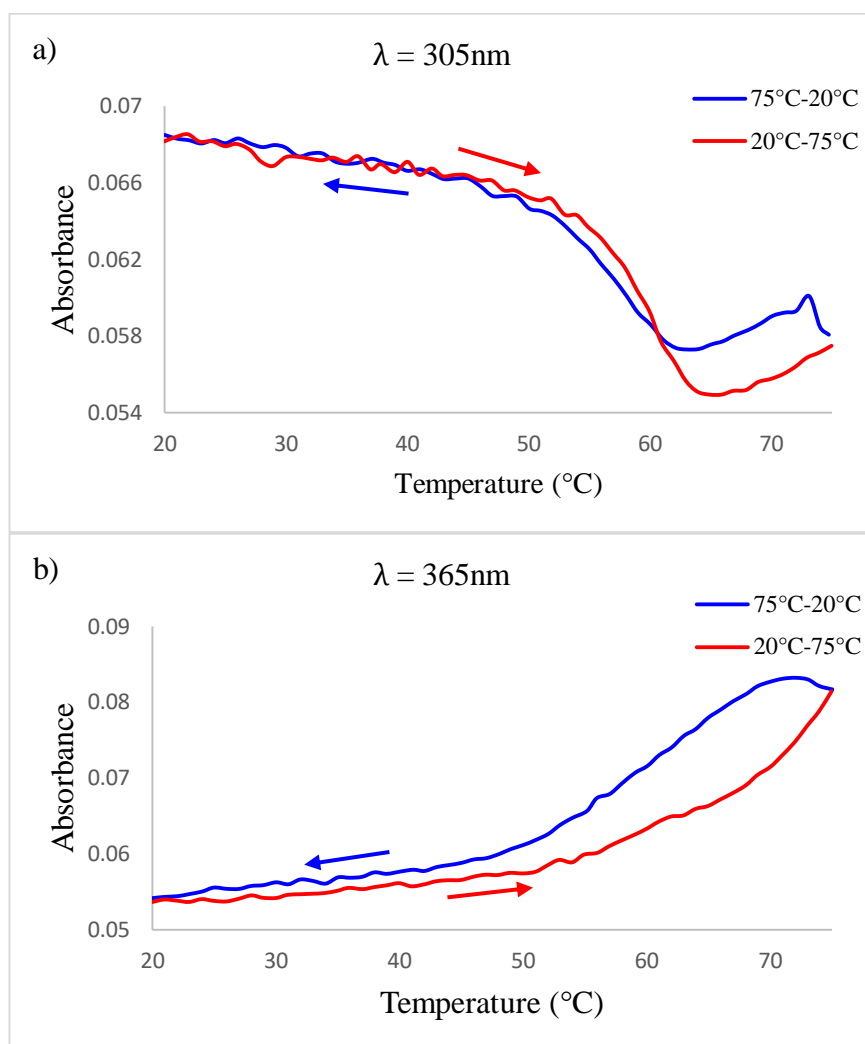 a)
λ = 305nm
75°C-20°C
20°C-75°C
0.07
0.066
0.062
0.058
0.054
Absorbance
20 30 40 50 60 70
Temperature (°C)
b)
λ = 365nm
75°C-20°C
20°C-75°C
0.09
0.08
0.07
0.06
0.05
Absorbance
20 30 40 50 60 70
Temperature (°C)